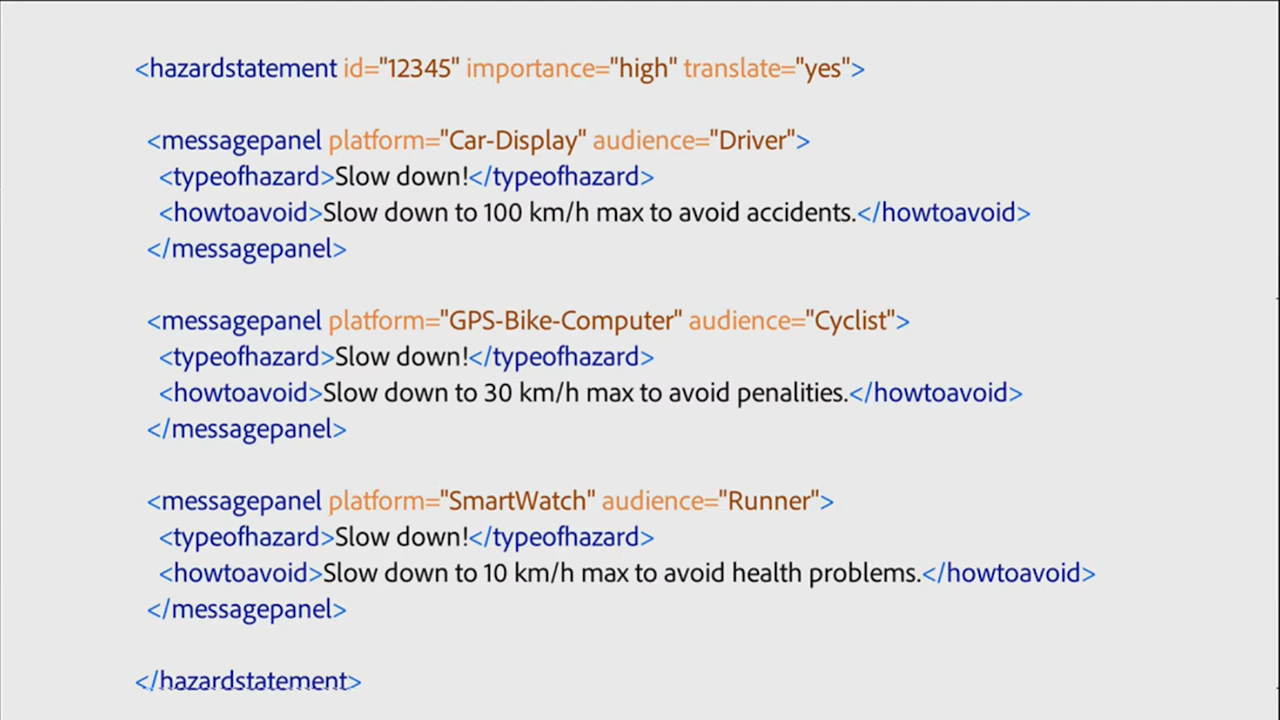 <hazardstatement id="12345" importance="high" translate="yes">
<messagepanel platform="Car-Display" audience="Driver">
<typeofhazard>Slow down!</typeofhazard>
<howtoavoid>Slow down to 100 km/h max to avoid accidents.</howtoavoid>
</messagepanel>
<messagepanel platform="GPS-Bike-Computer" audience="Cyclist">
<typeofhazard>Slow down!</typeofhazard>
<howtoavoid>Slow down to 30 km/h max to avoid penalities.</howtoavoid>
</messagepanel>
<messagepanel platform="SmartWatch" audience="Runner">
<typeofhazard>Slow down!</typeofhazard>
<howtoavoid>Slow down to 10 km/h max to avoid health problems.</howtoavoid>
</messagepanel>
</hazardstatement>